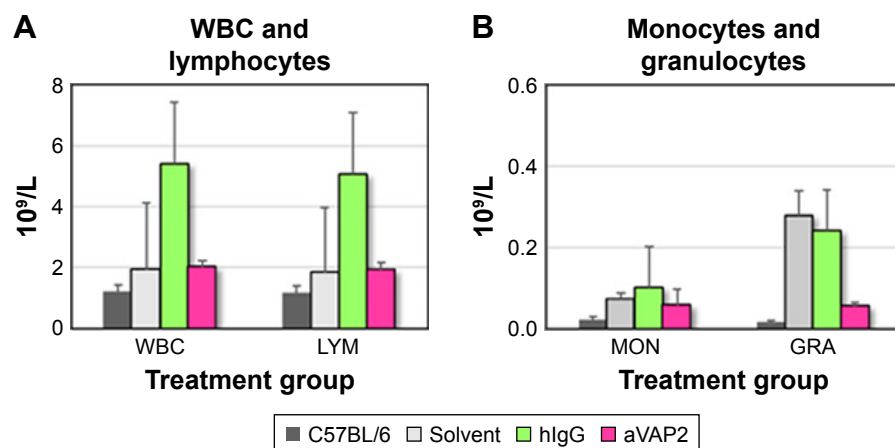 A
WBC and
lymphocytes
8
6
4
2
0
10⁹/L
WBC LYM
Treatment group
B
Monocytes and
granulocytes
0.6
0.4
0.2
0.0
10⁹/L
MON GRA
Treatment group
C57BL/6 Solvent hIgG aVAP2